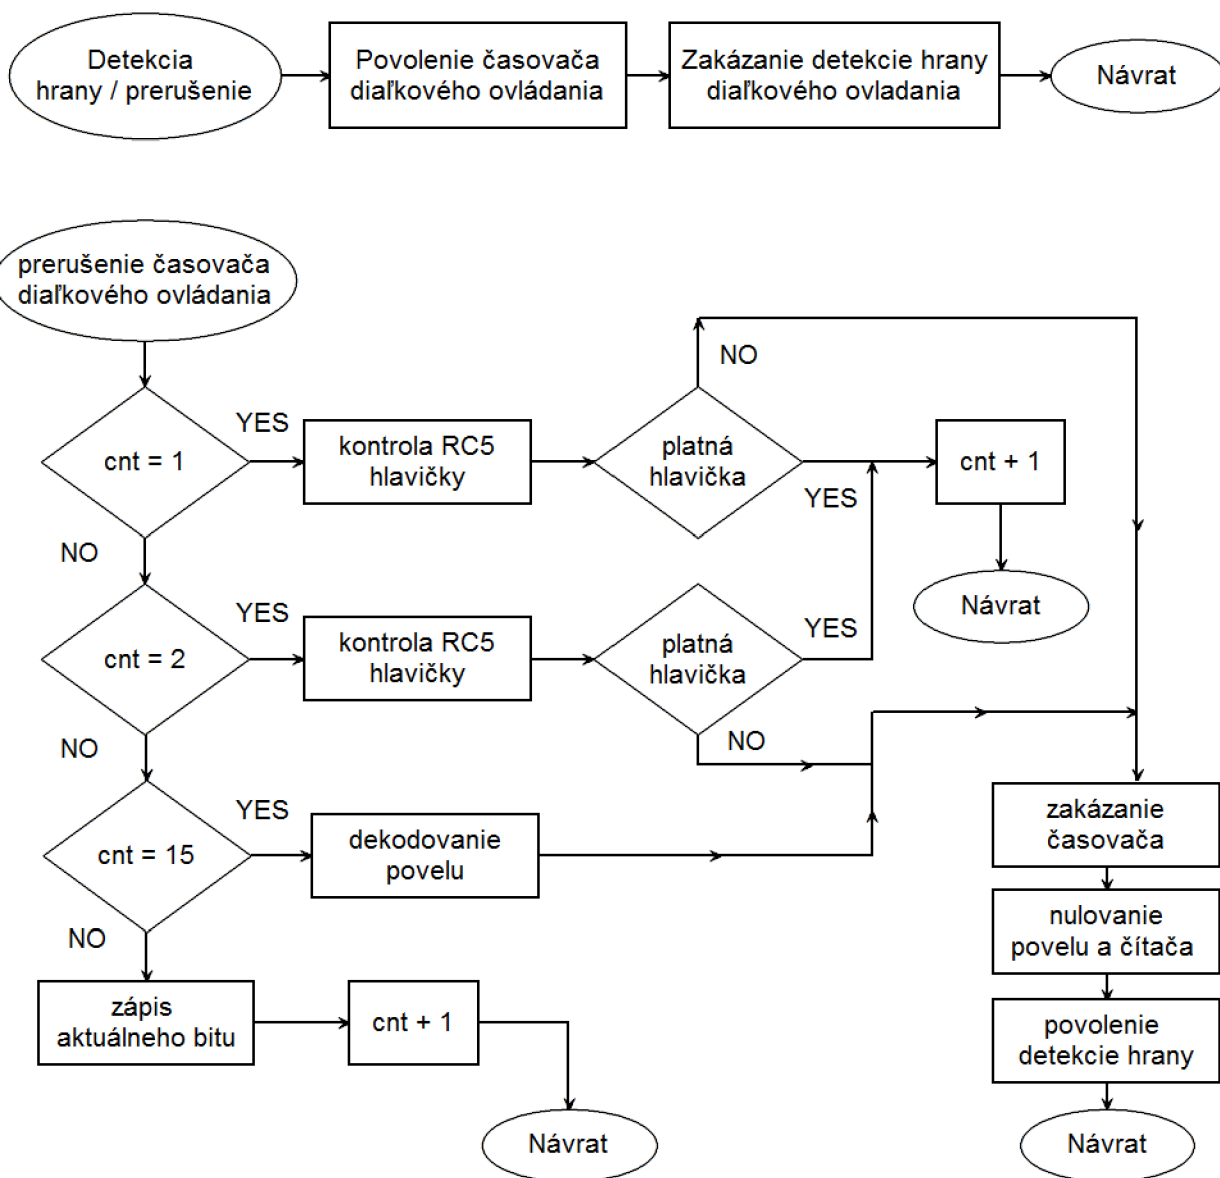 Detekcia
hrany / prerušenie
Povolenie časovača
diaľkového ovládania
Zakázanie detekcie hrany
diaľkového ovladania
Návrat
prerušenie časovača
diaľkového ovládania
cnt = 1
YES
NO
kontrola RC5
hlavičky
platná
hlavička
NO
YES
cnt + 1
Návrat
cnt = 2
YES
NO
kontrola RC5
hlavičky
platná
hlavička
YES
NO
cnt = 15
YES
NO
dekodovanie
povelu
zápis
aktuálneho bitu
cnt + 1
Návrat
zakázanie
časovača
nulovanie
povelu a čítača
povolenie
detekcie hrany
Návrat